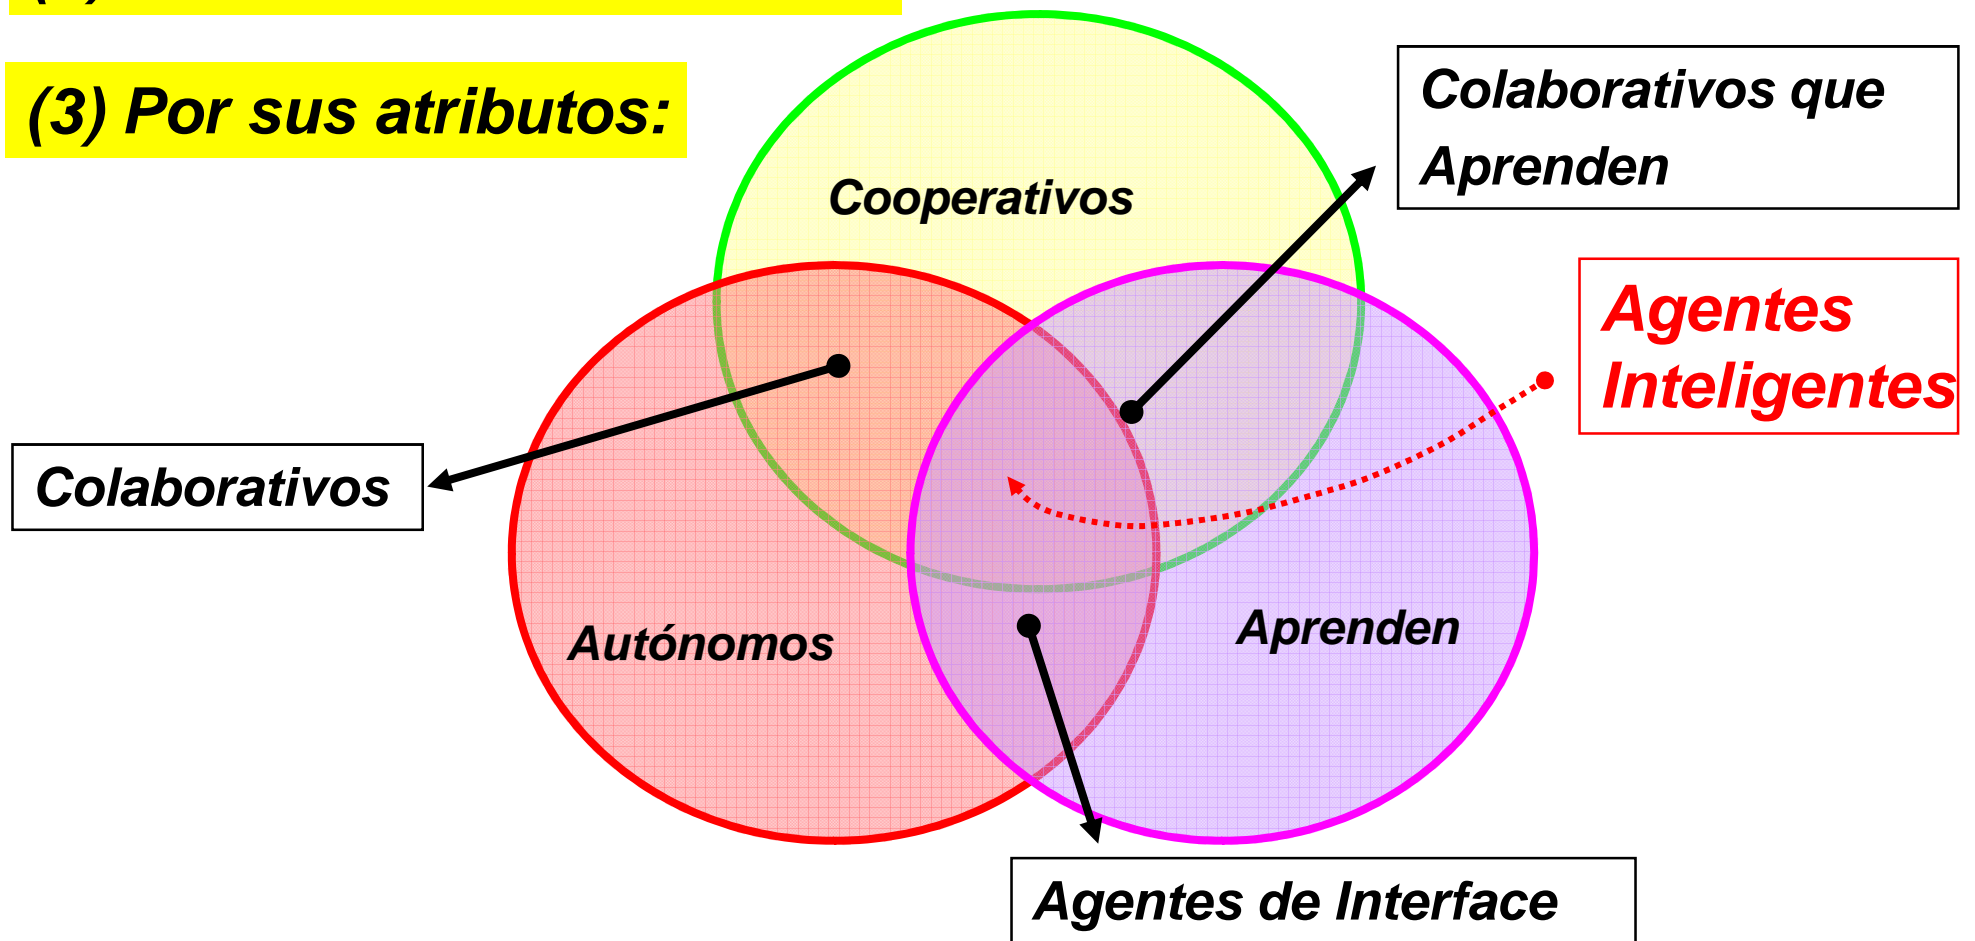 (3) Por sus atributos:
Colaborativos que
Aprenden
Cooperativos
Agentes
Inteligentes
Colaborativos
Autónomos
Aprenden
Agentes de Interface